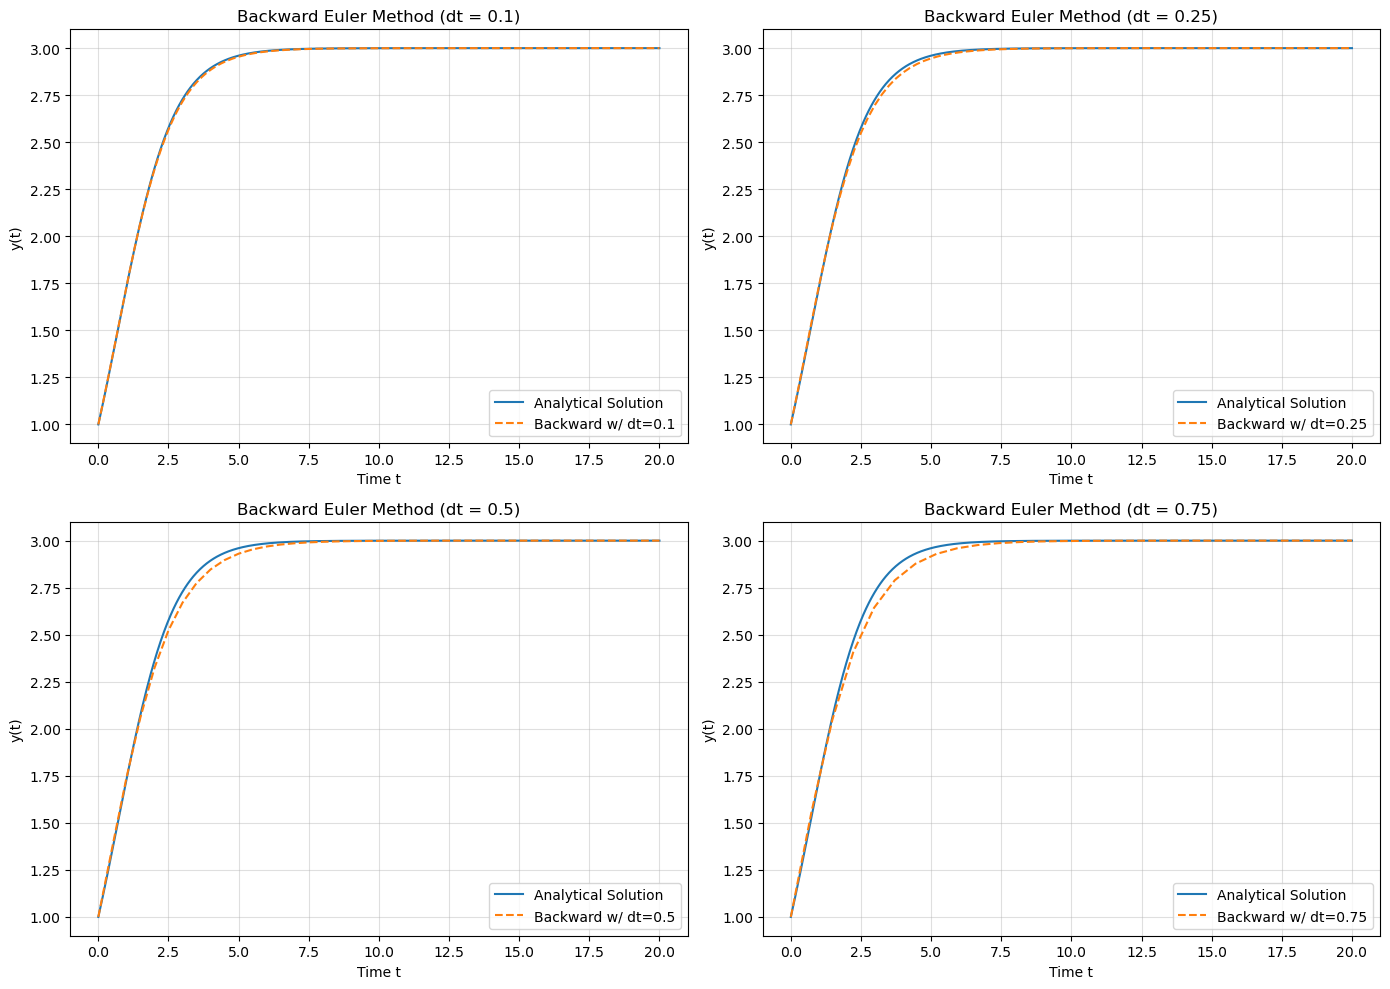 Backward Euler Method (dt = 0.1)
y(t)
3.00
2.75
2.50
2.25
2.00
1.75
1.50
1.25
1.00
Analytical Solution
Backward w/ dt=0.1
0.0 2.5 5.0 7.5 10.0 12.5 15.0 17.5 20.0
Time t
Backward Euler Method (dt = 0.25)
y(t)
3.00
2.75
2.50
2.25
2.00
1.75
1.50
1.25
1.00
Analytical Solution
Backward w/ dt=0.25
0.0 2.5 5.0 7.5 10.0 12.5 15.0 17.5 20.0
Time t
Backward Euler Method (dt = 0.5)
y(t)
3.00
2.75
2.50
2.25
2.00
1.75
1.50
1.25
1.00
Analytical Solution
Backward w/ dt=0.5
0.0 2.5 5.0 7.5 10.0 12.5 15.0 17.5 20.0
Time t
Backward Euler Method (dt = 0.75)
y(t)
3.00
2.75
2.50
2.25
2.00
1.75
1.50
1.25
1.00
Analytical Solution
Backward w/ dt=0.75
0.0 2.5 5.0 7.5 10.0 12.5 15.0 17.5 20.0
Time t